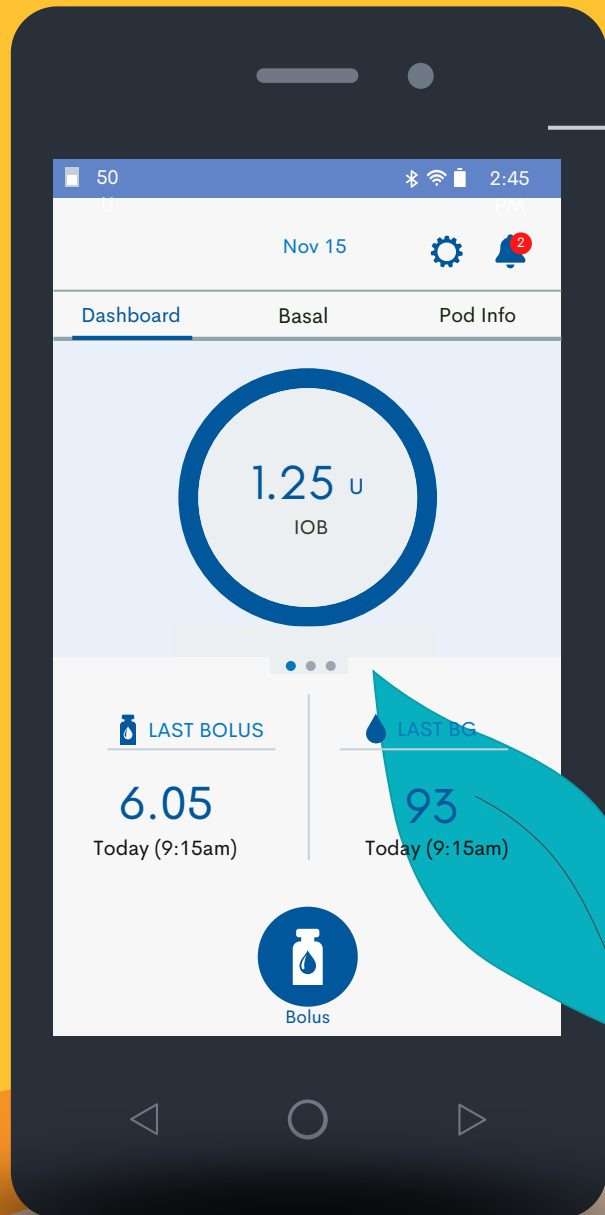 50 2:45
U PM
Nov 15
2
Dashboard Basal Pod Info
1.25 U
IOB
LAST BOLUS LAST BG
6.05 93
Today (9:15am) Today (9:15am)
Bolus